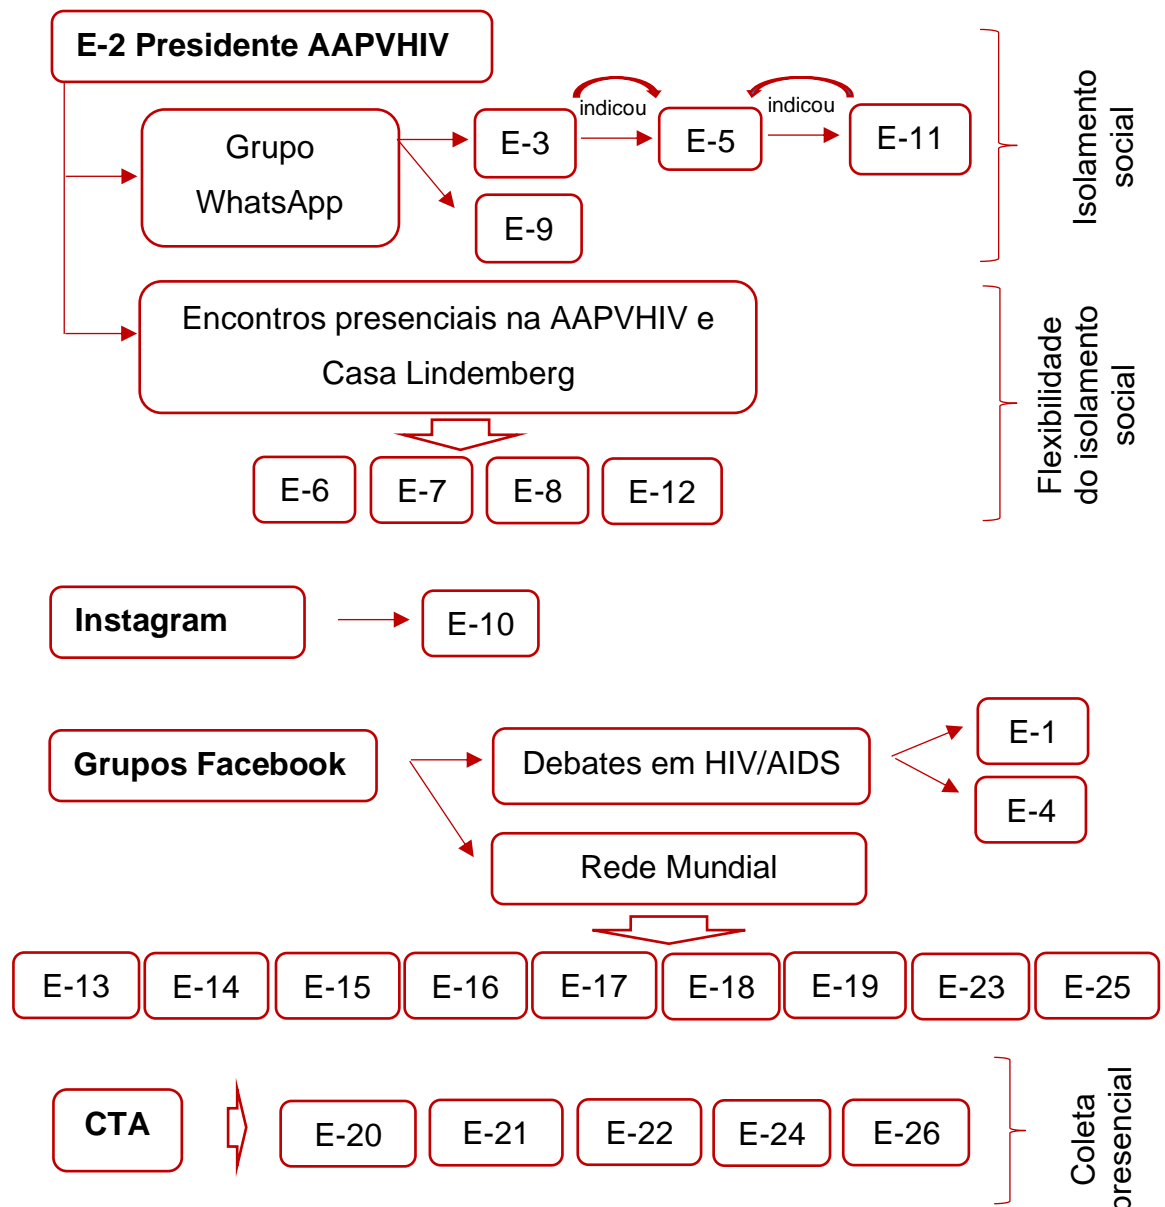 E-2 Presidente AAPVHIV
Grupo
WhatsApp
E-3
indicou
E-5
indicou
E-11
E-9
Isolamento
social
Encontros presenciais na AAPVHIV e
Casa Lindemberg
E-6
E-7
E-8
E-12
Flexibilidade
do isolamento
social
Instagram
E-10
Grupos Facebook
Debates em HIV/AIDS
E-1
E-4
Rede Mundial
E-13
E-14
E-15
E-16
E-17
E-18
E-19
E-23
E-25
CTA
E-20
E-21
E-22
E-24
E-26
Coleta
presencial